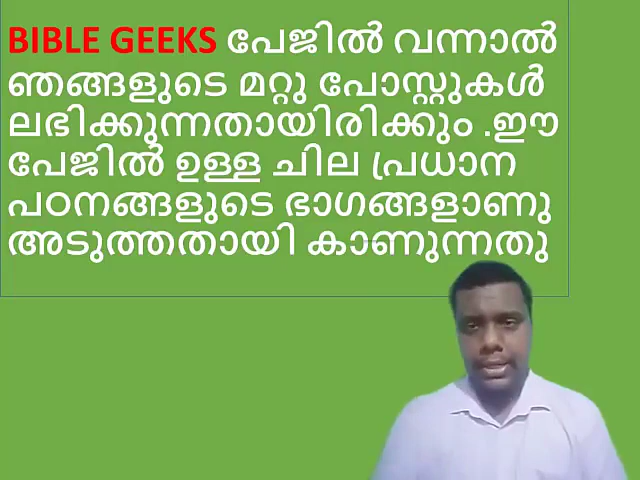 BIBLE GEEKS പേജിൽ വന്നാൽ
ഞങ്ങളുടെ മറ്റു പോസ്റ്റുകൾ
ലഭിക്കുന്നതായിരിക്കും .ഈ
പേജിൽ ഉള്ള ചില പ്രധാന
പഠനങ്ങളുടെ ഭാഗങ്ങളാണു
അടുത്തതായി കാണുന്നതു